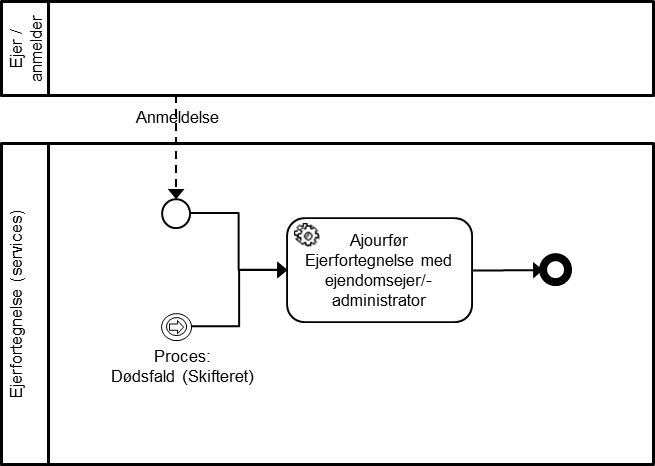 Ejer /
anmelder
Anmeldelse
Ejerfortegnelse (services)
Ajourfør
Ejerfortegnelse med
ejendomsejer/-
administrator
Proces:
Dødsfald (Skifteret)